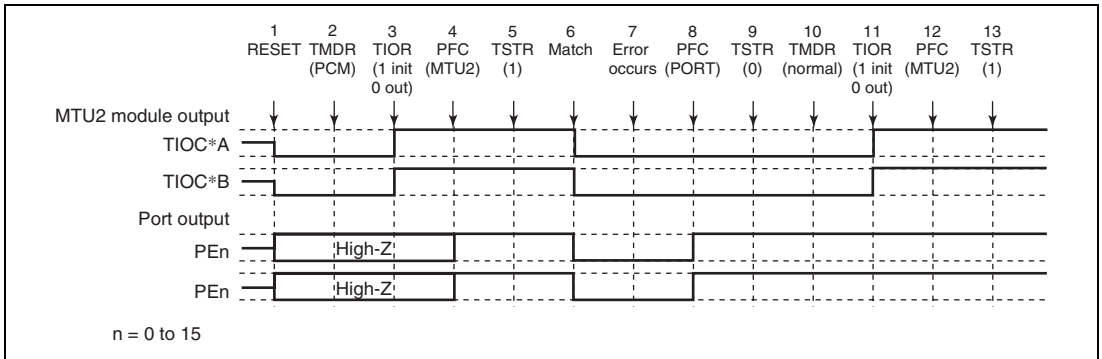 1 2 3 4 5 6 7 8 9 10 11 12 13
RESET TMDR TIOR PFC TSTR Match Error PFC TSTR TMDR TIOR PFC TSTR
(PCM) (1 init (MTU2) (1) occurs (PORT) (0) (normal) (1 init (MTU2) (1)
0 out) 0 out)
MTU2 module output
TIOC*A
TIOC*B
Port output
PEn High-Z
PEn High-Z
n = 0 to 15